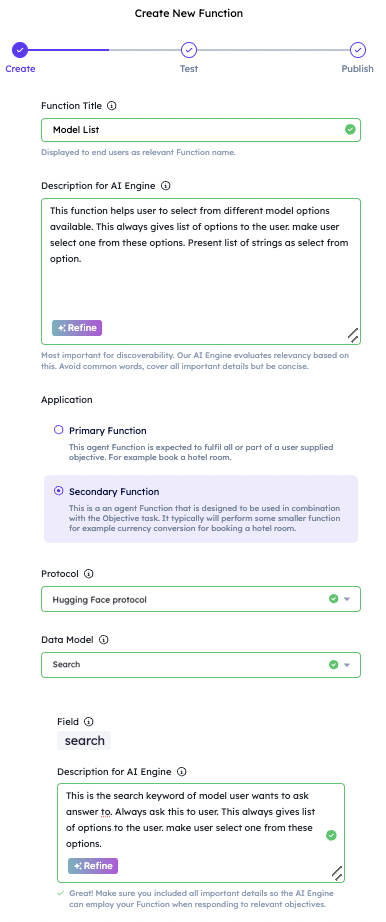 Create New Function
Create
Test
Publish
Function Title
Model List
Displayed to end users as relevant Function name.
Description for AI Engine
This function helps user to select from different model options
available. This always gives list of options to the user. make user
select one from these options. Present list of strings as select from
option.
Refine
Most important for discoverability. Our AI Engine evaluates relevancy based on
this. Avoid common words, cover all important details but be concise.
Application
Primary Function
This agent Function is expected to fulfil all or part of a user supplied
objective. For example book a hotel room.
Secondary Function
This is a an agent Function that is designed to be used in combination
with the Objective task. It typically will perform some smaller function
for example currency conversion for booking a hotel room.
Protocol
Hugging Face protocol
Data Model
Search
Field
search
Description for AI Engine
This is the search keyword of model user wants to ask
answer to. Always ask this to user. This always gives list
of options to the user. make user select one from these
options.
Refine
Great! Make sure you included all important details so the AI Engine
can employ your Function when responding to relevant objectives.